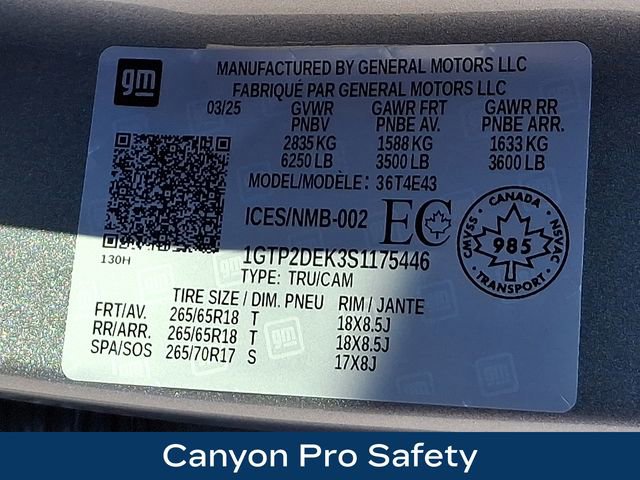 gm
MANUFACTURED BY GENERAL MOTORS LLC
FABRIQUÉ PAR GENERAL MOTORS LLC
03/25 GVWR GAWR FRT GAWR RR
PNBV PNBE AV. PNBE ARR.
2835 KG 1588 KG 1633 KG
6250 LB 3500 LB 3600 LB
MODEL/MODÈLE: 36T4E43
ICES/NMB-002 EC
CANADA
CMVSS 985 NSVAC
130H
1GTP2DEK3S1175446
TYPE: TRU/CAM
TIRE SIZE / DIM. PNEU RIM / JANTE
FRT/AV. 265/65R18 T 18X8.5J
RR/ARR. 265/65R18 T 18X8.5J
SPA/SOS 265/70R17 S 17X8J
Canyon Pro Safety